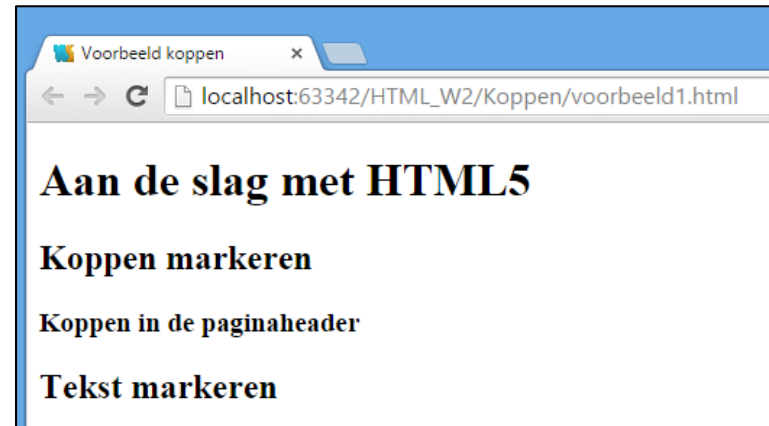 Voorbeeld koppen
localhost:63342/HTML_W2/Koppen/voorbeeld1.html
Aan de slag met HTML5
Koppen markeren
Koppen in de paginaheader
Tekst markeren